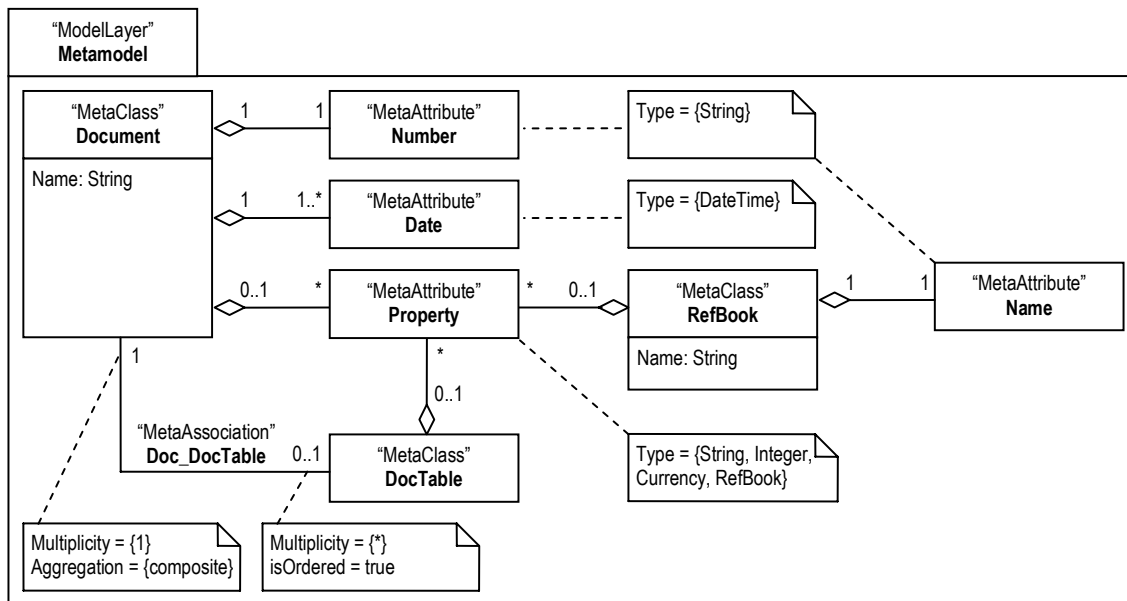 “ModelLayer”
Metamodel
“MetaClass”
Document
Name: String
1
1
“MetaAttribute”
Number
Type = {String}
1
1..*
“MetaAttribute”
Date
Type = {DateTime}
0..1
*
“MetaAttribute”
Property
*
0..1
“MetaClass”
RefBook
Name: String
1
1
“MetaAttribute”
Name
1
*
0..1
“MetaAssociation”
Doc_DocTable
0..1
“MetaClass”
DocTable
Type = {String, Integer,
Currency, RefBook}
Multiplicity = {1}
Aggregation = {composite}
Multiplicity = {*}
isOrdered = true